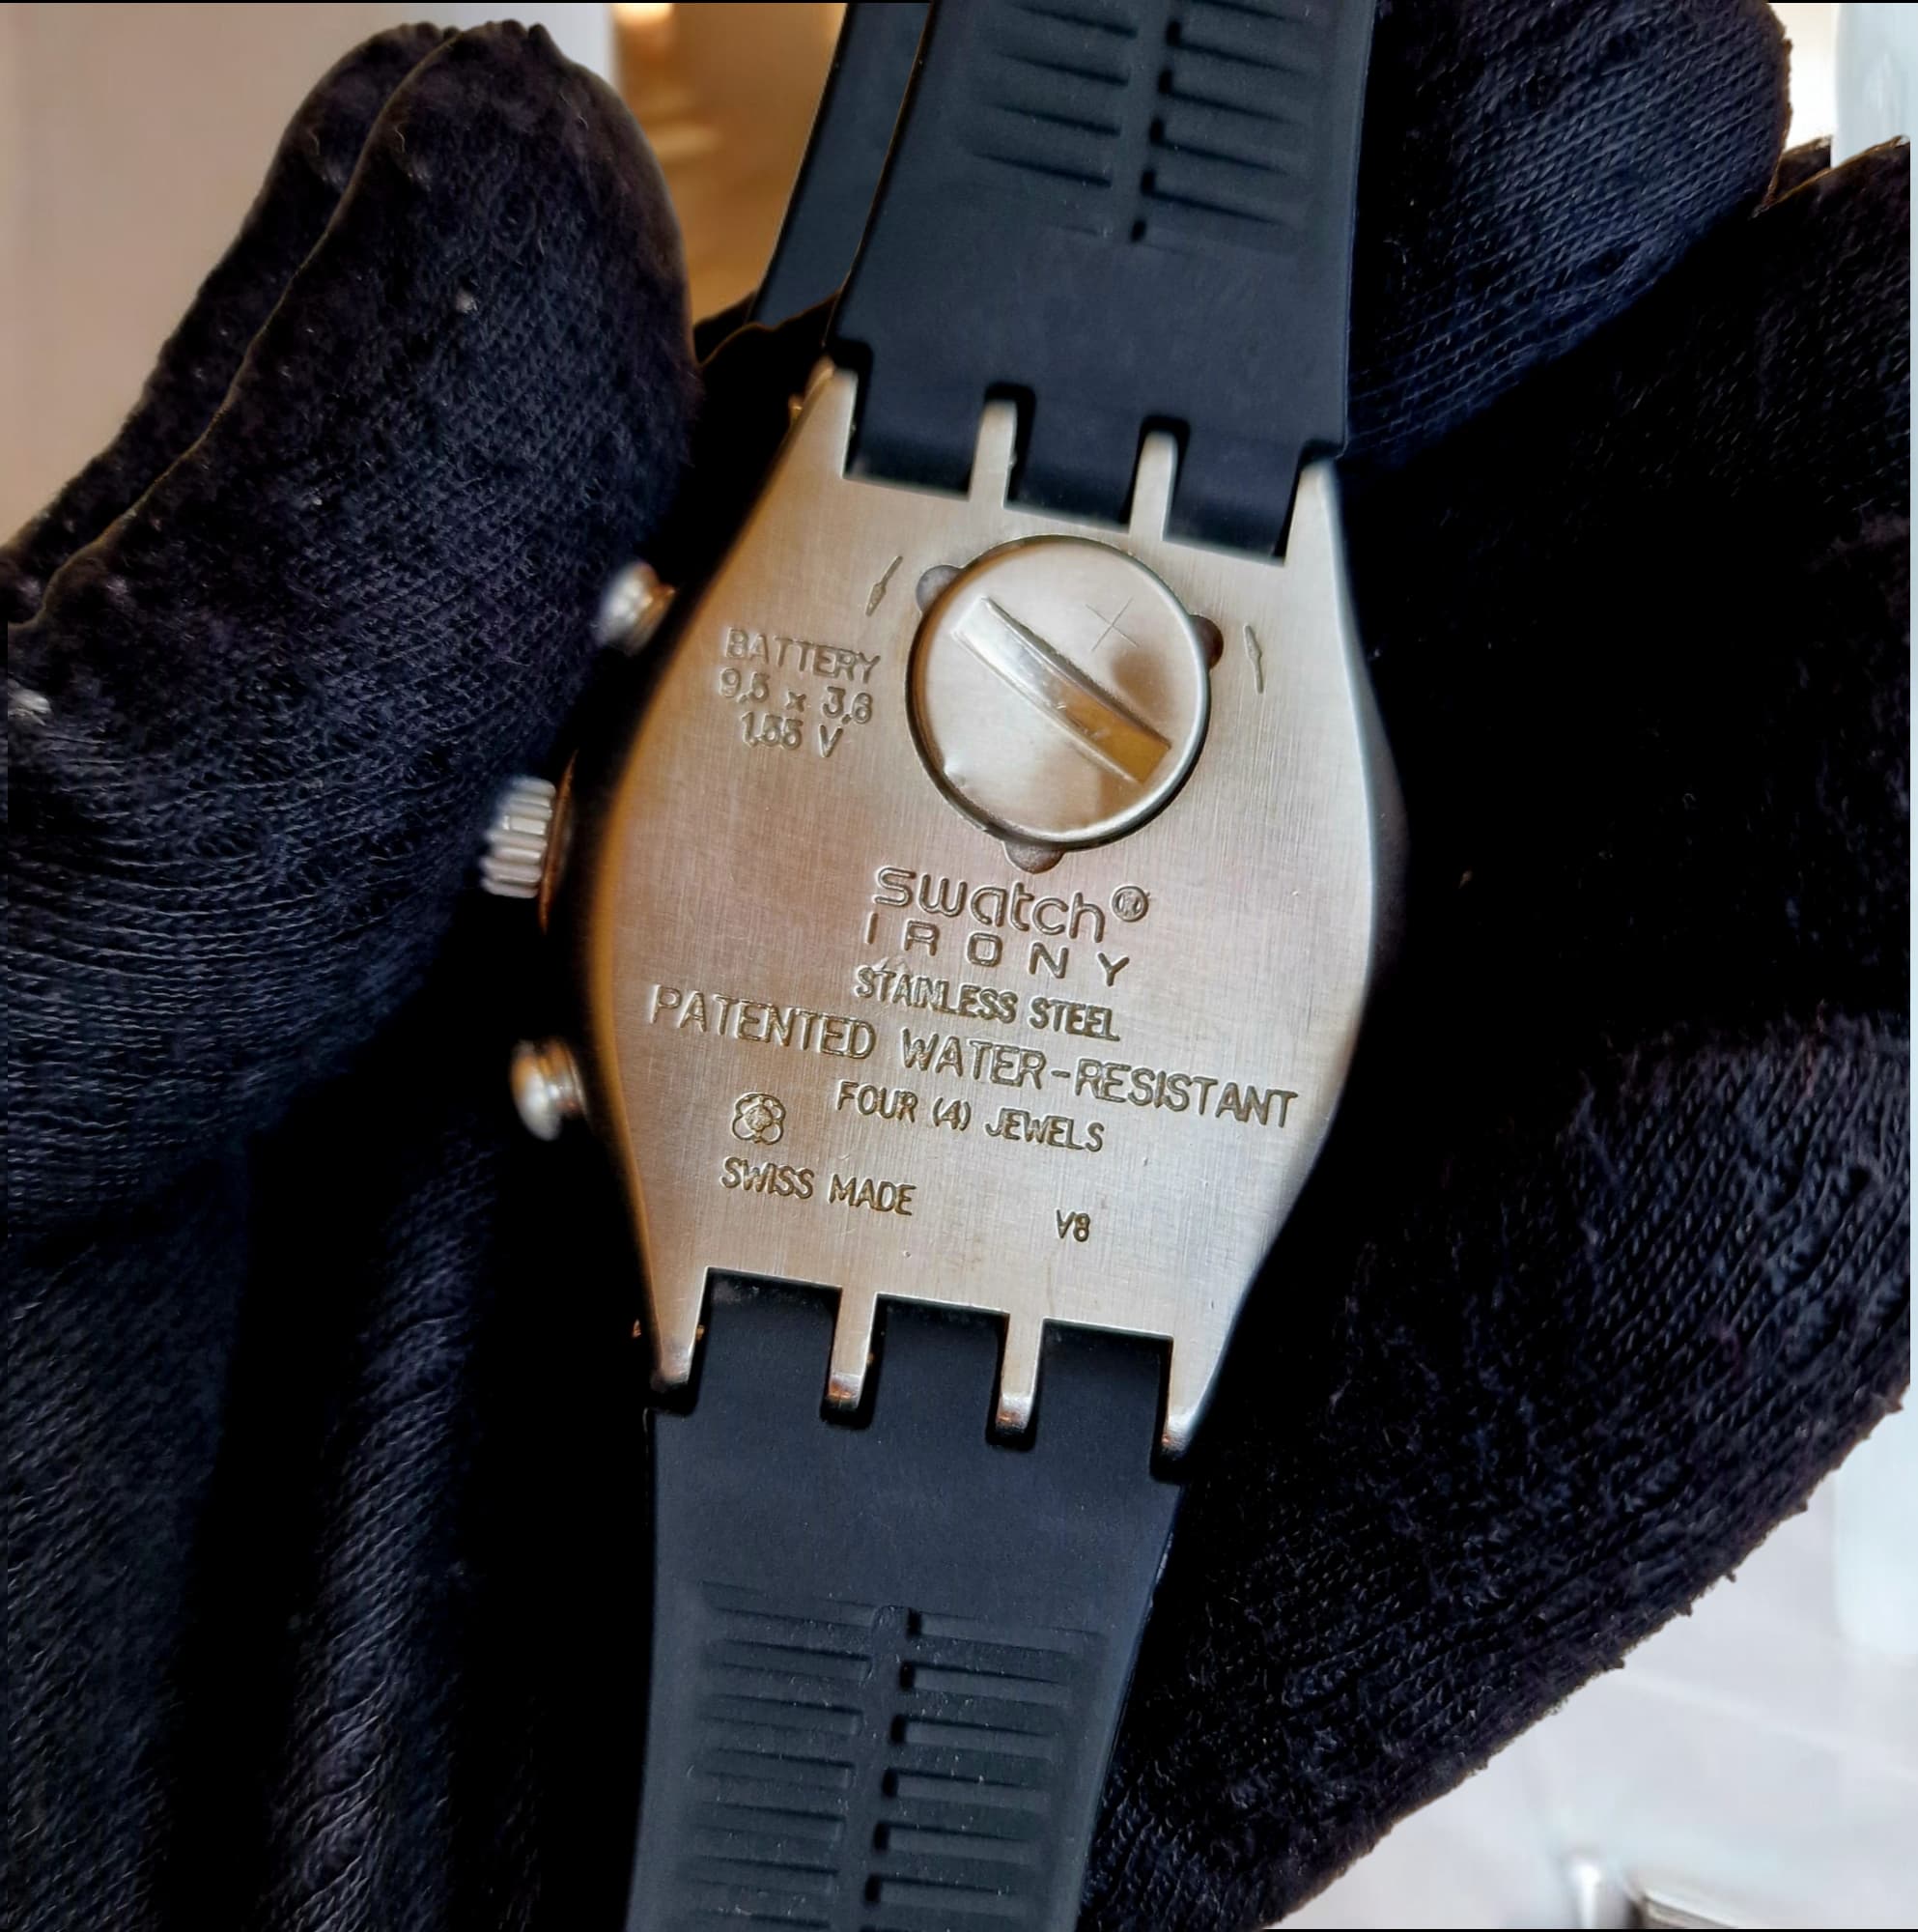 BATTERY
9,5 x 3,6
1.55 V
swatch®
IRONY
STAINLESS STEEL
PATENTED WATER-RESISTANT
FOUR (4) JEWELS
SWISS MADE
V8